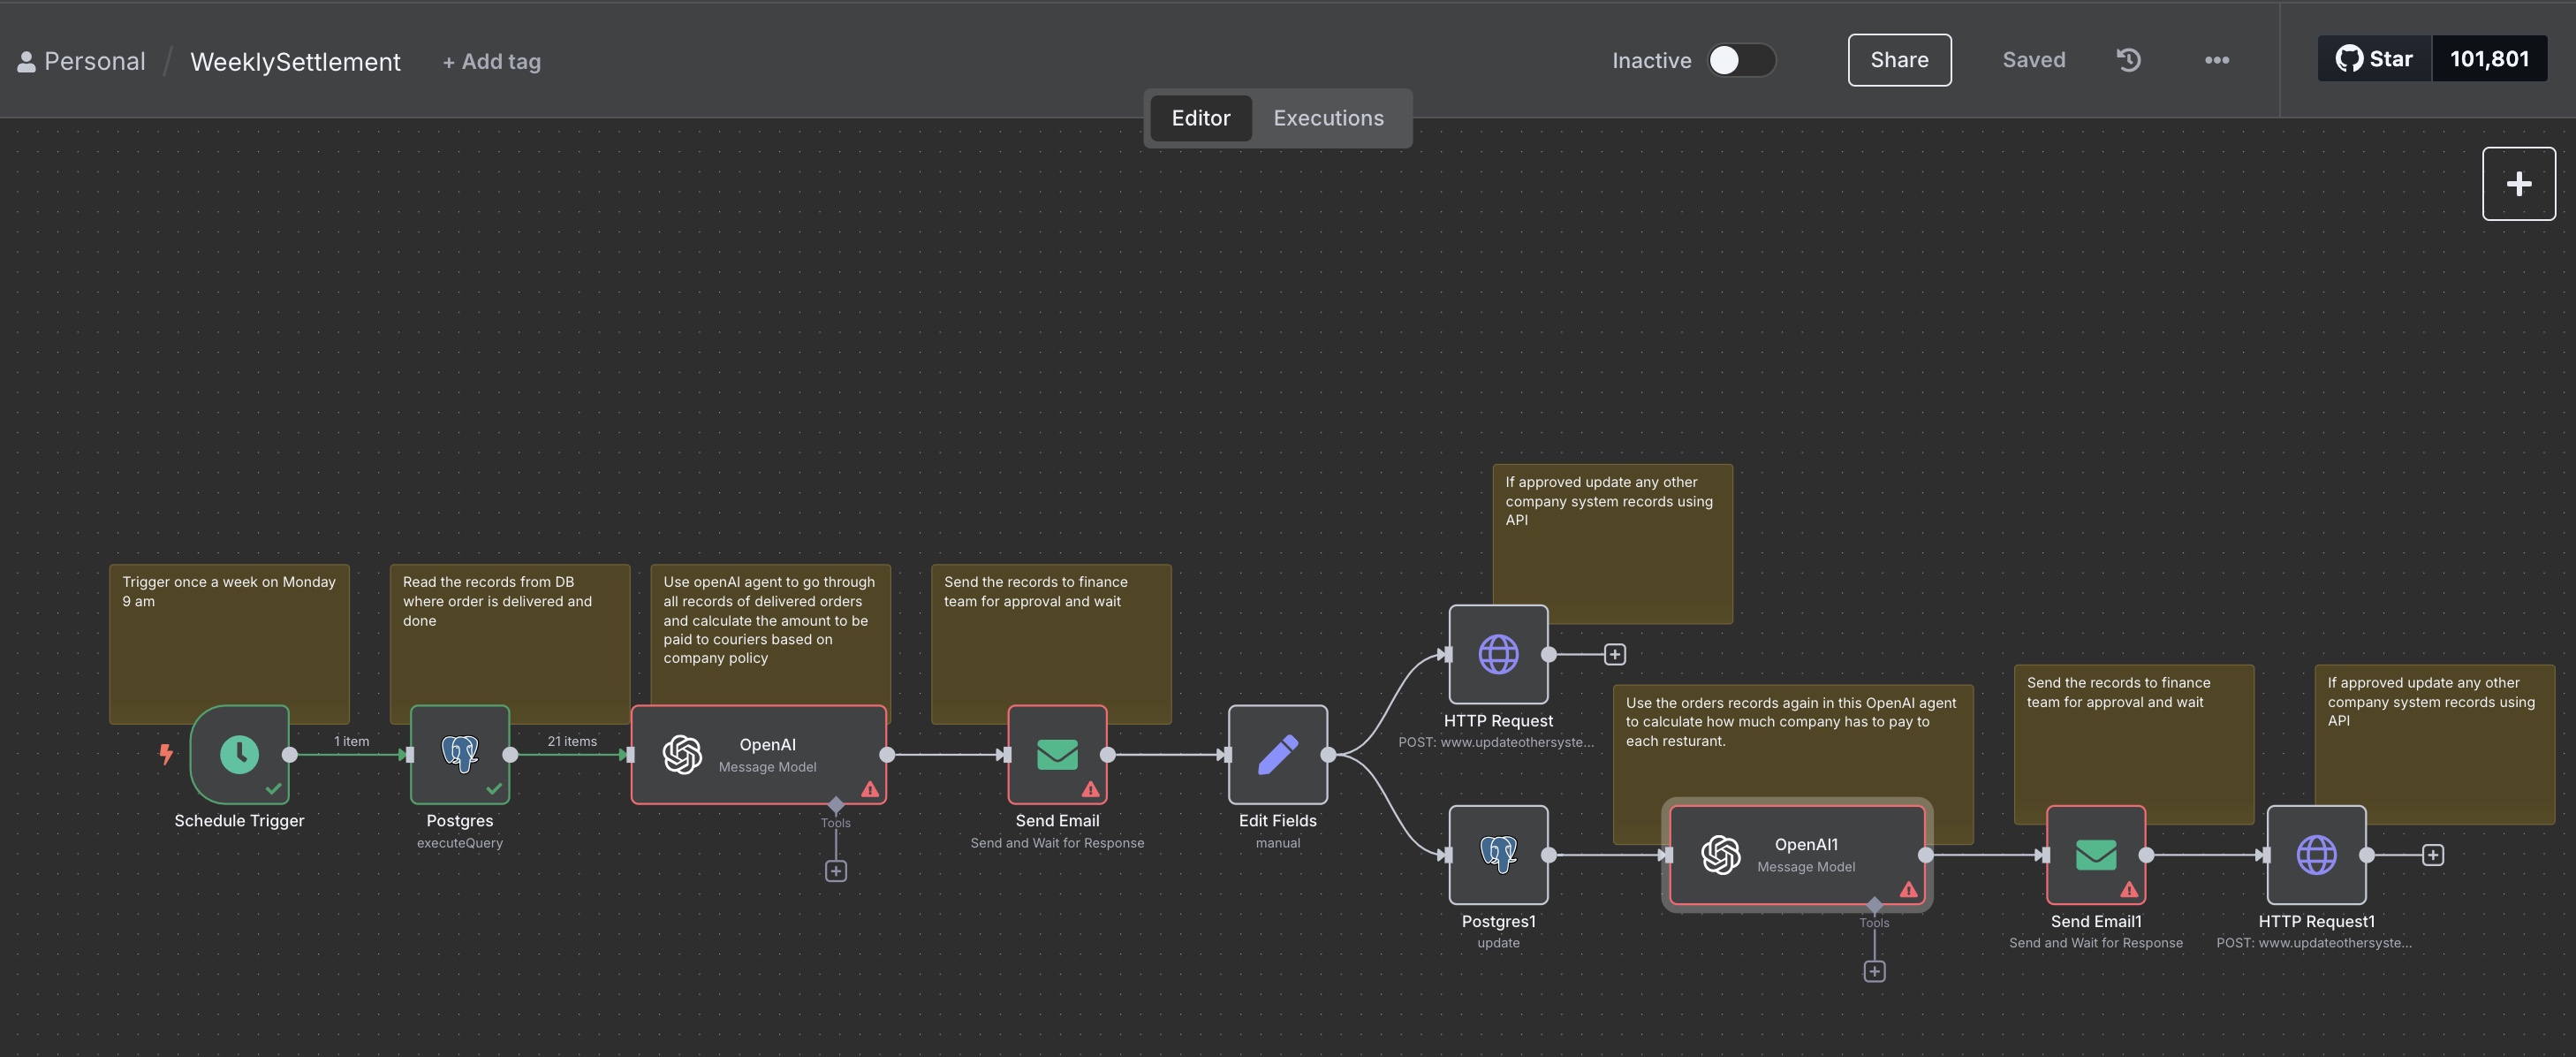 Personal / WeeklySettlement + Add tag
Inactive
Share
Saved
Star 101,801
Editor Executions
If approved update any other
company system records using
API
Trigger once a week on Monday
9 am
Read the records from DB
where order is delivered and
done
Use openAI agent to go through
all records of delivered orders
and calculate the amount to be
paid to couriers based on
company policy
Send the records to finance
team for approval and wait
1 item
21 items
OpenAI
Message Model
Tools
Schedule Trigger
Postgres
executeQuery
Send Email
Send and Wait for Response
Edit Fields
manual
HTTP Request
POST: www.updateothersyste...
Use the orders records again in this OpenAI agent
to calculate how much company has to pay to
each resturant.
Send the records to finance
team for approval and wait
If approved update any other
company system records using
API
OpenAI1
Message Model
Tools
Postgres1
update
Send Email1
Send and Wait for Response
HTTP Request1
POST: www.updateothersyste...